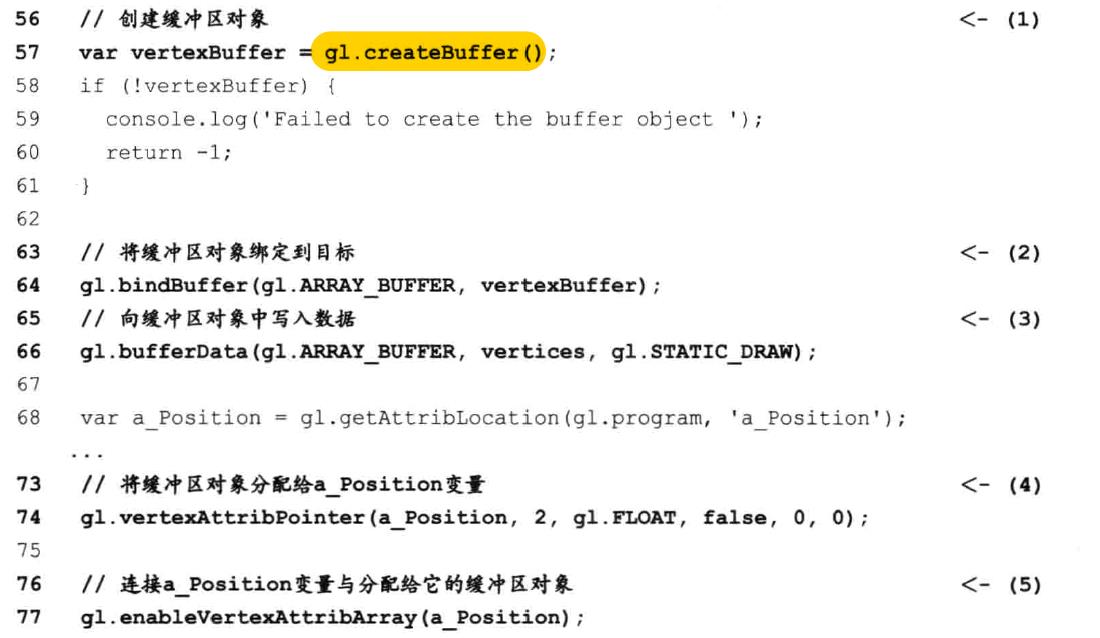 56 // 创建缓冲区对象 <- (1)
57 var vertexBuffer = gl.createBuffer();
58 if (!vertexBuffer) {
59 console.log('Failed to create the buffer object ');
60 return -1;
61 }
62
63 // 将缓冲区对象绑定到目标 <- (2)
64 gl.bindBuffer(gl.ARRAY_BUFFER, vertexBuffer);
65 // 向缓冲区对象中写入数据 <- (3)
66 gl.bufferData(gl.ARRAY_BUFFER, vertices, gl.STATIC_DRAW);
67
68 var a_Position = gl.getAttribLocation(gl.program, 'a_Position');
...
73 // 将缓冲区对象分配给a_Position变量 <- (4)
74 gl.vertexAttribPointer(a_Position, 2, gl.FLOAT, false, 0, 0);
75
76 // 连接a_Position变量与分配给它的缓冲区对象 <- (5)
77 gl.enableVertexAttribArray(a_Position);